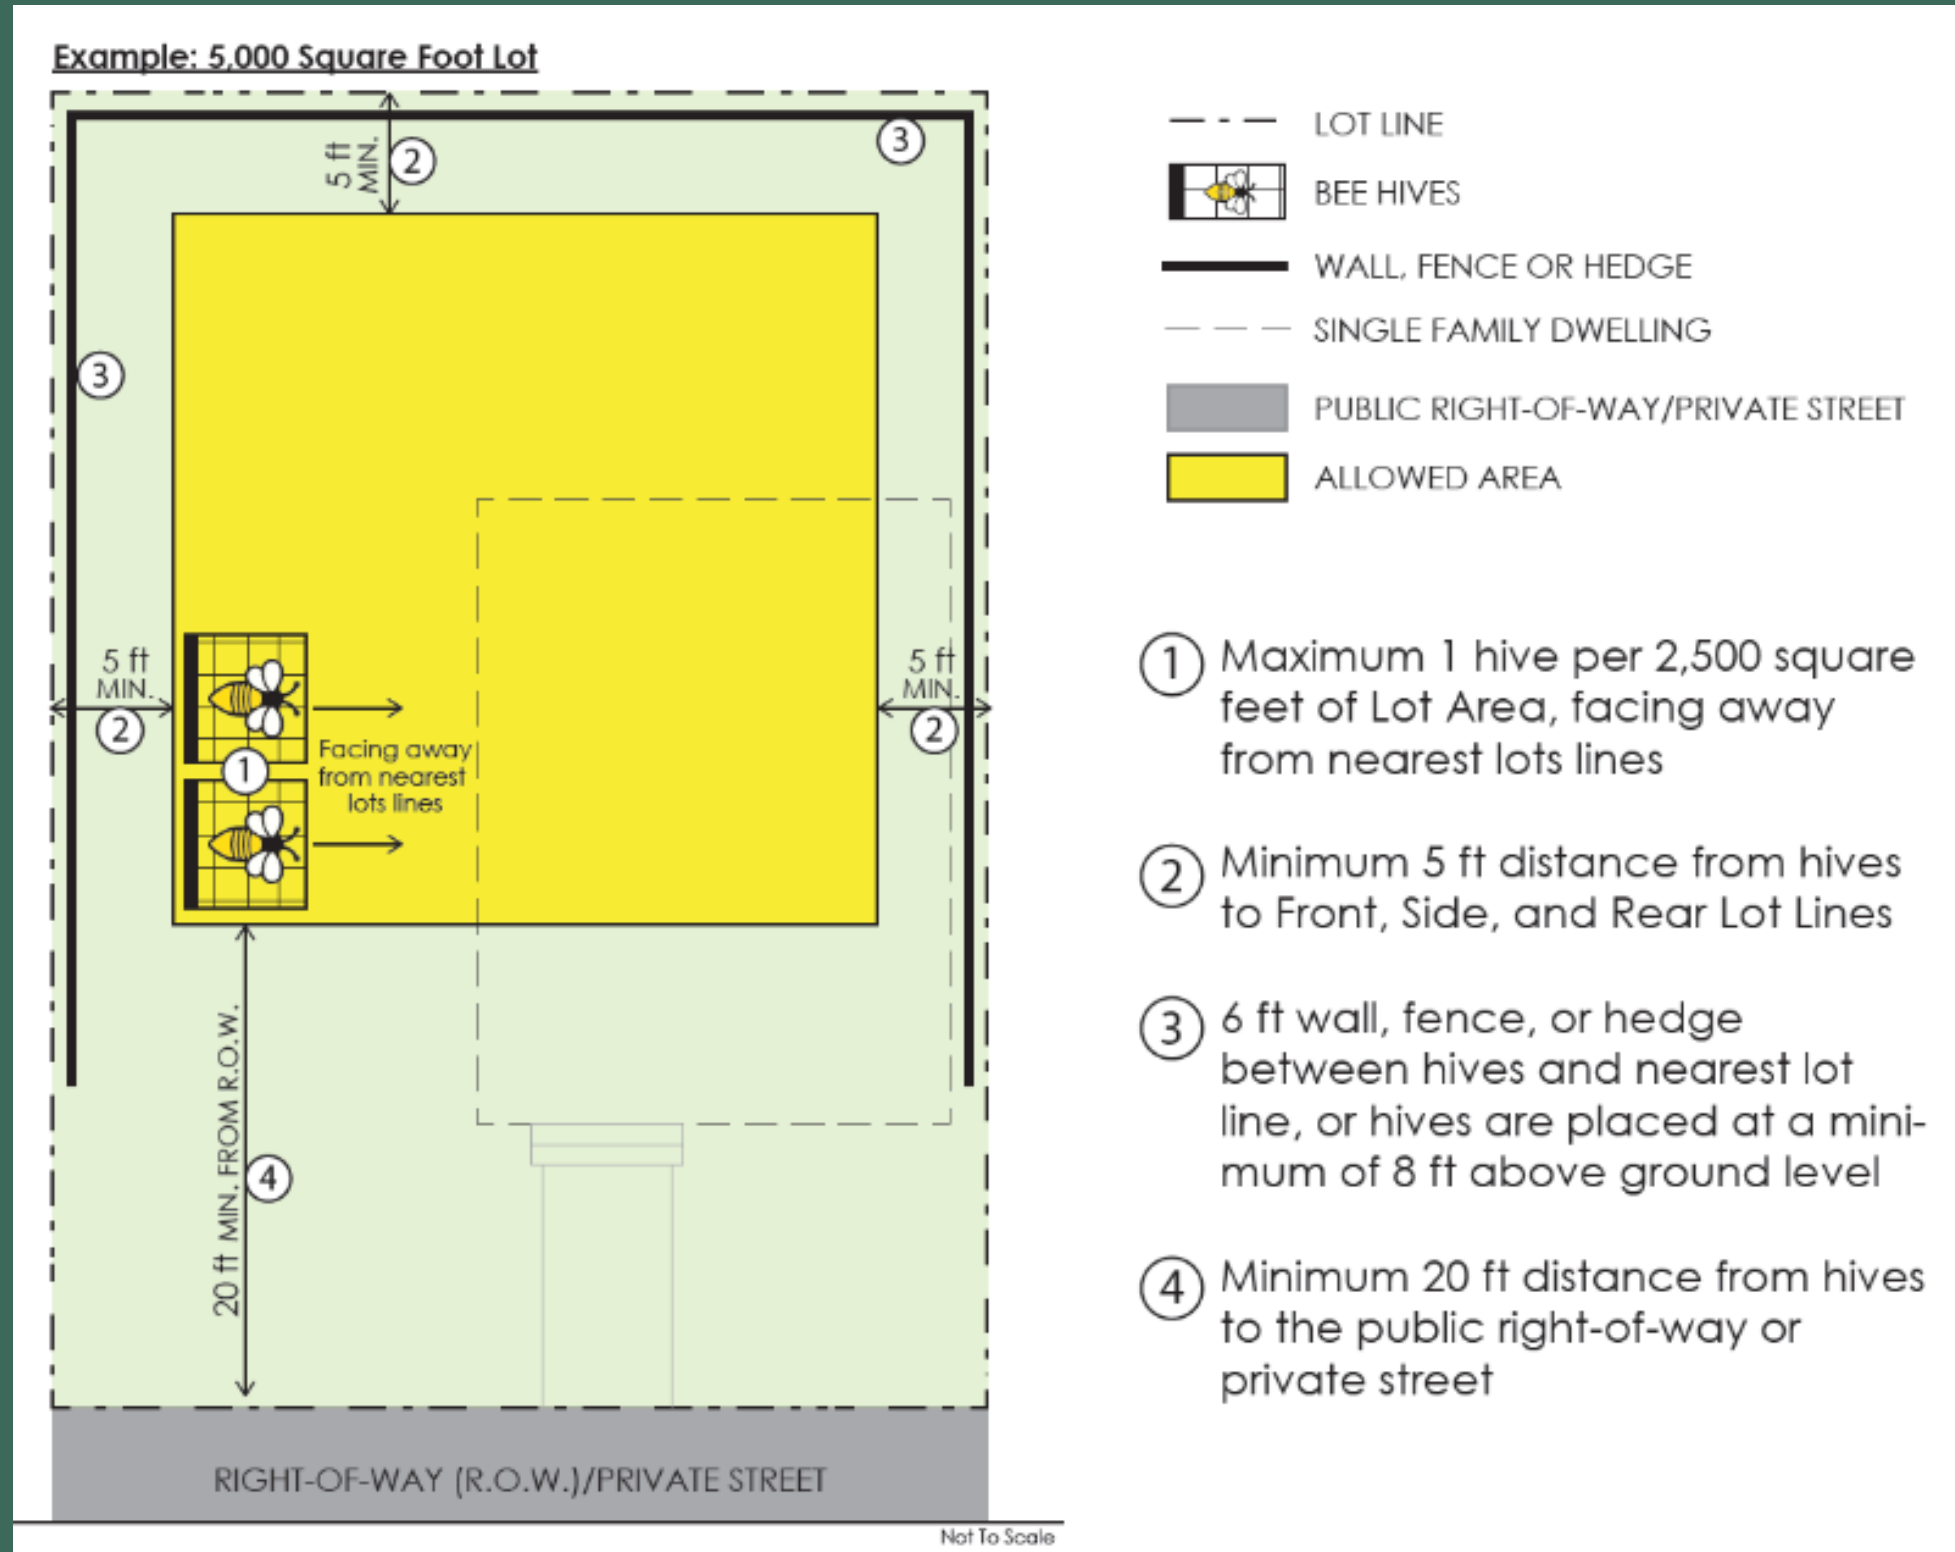 Example: 5,000 Square Foot Lot
5 ft
MIN.
2
3
3
5 ft
MIN.
2
1
Facing away
from nearest
lots lines
5 ft
MIN.
2
20 ft MIN. FROM R.O.W.
4
RIGHT-OF-WAY (R.O.W.)/PRIVATE STREET
Not To Scale
LOT LINE
BEE HIVES
WALL, FENCE OR HEDGE
SINGLE FAMILY DWELLING
PUBLIC RIGHT-OF-WAY/PRIVATE STREET
ALLOWED AREA
1 Maximum 1 hive per 2,500 square
feet of Lot Area, facing away
from nearest lots lines
2 Minimum 5 ft distance from hives
to Front, Side, and Rear Lot Lines
3 6 ft wall, fence, or hedge
between hives and nearest lot
line, or hives are placed at a mini-
mum of 8 ft above ground level
4 Minimum 20 ft distance from hives
to the public right-of-way or
private street